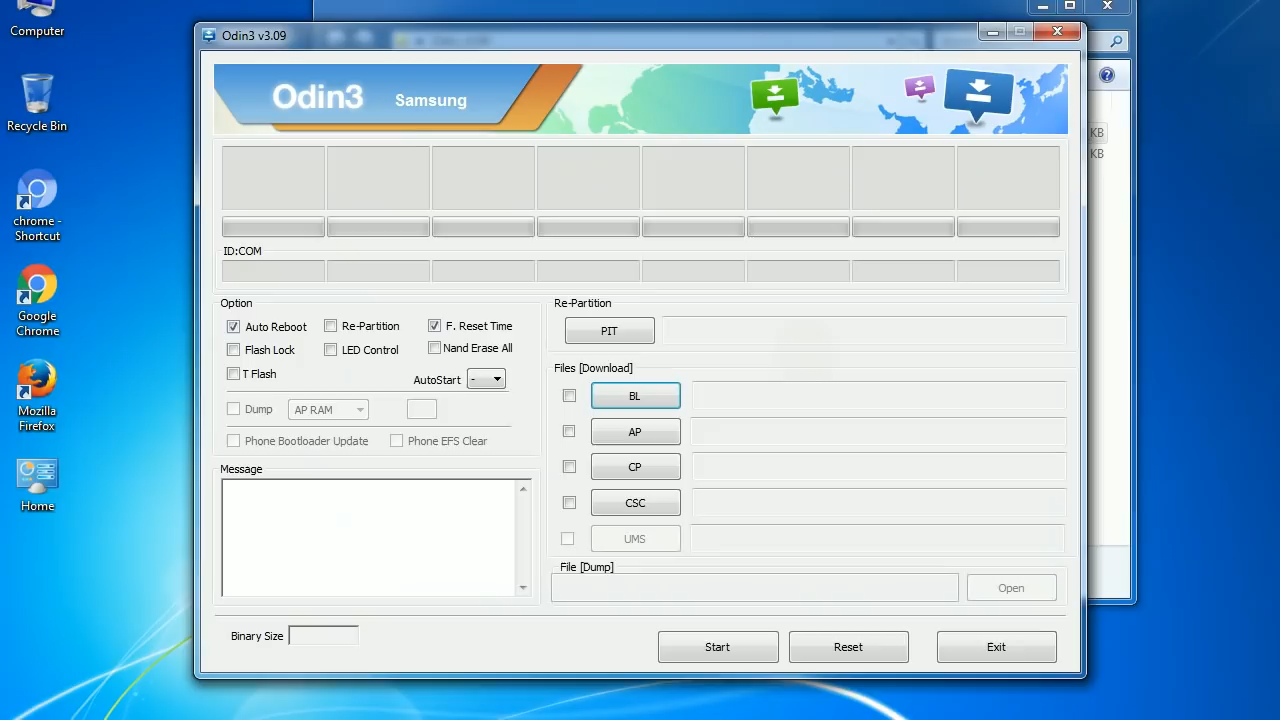 Computer
Recycle Bin
chrome -
Shortcut
Google
Chrome
Mozilla
Firefox
Home
Odin3 v3.09
Odin3 Samsung
KB
KB
ID:COM
Option
Auto Reboot
Re-Partition
F. Reset Time
Flash Lock
LED Control
Nand Erase All
T Flash
AutoStart
-
Dump
AP RAM
Phone Bootloader Update
Phone EFS Clear
Message
Re-Partition
PIT
Files [Download]
BL
AP
CP
CSC
UMS
File [Dump]
Open
Binary Size
Start
Reset
Exit